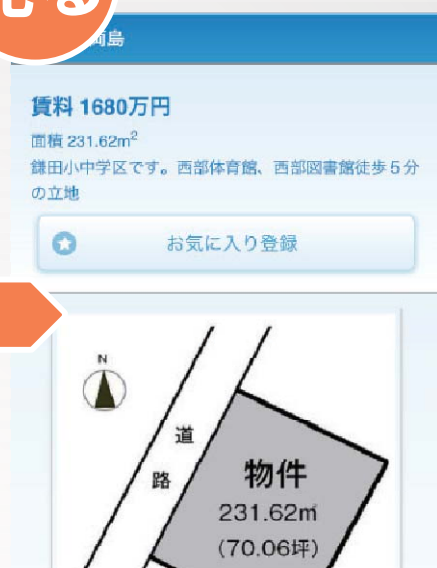 両島
賃料 1680万円
面積 231.62m²
鎌田小中学区です。西部体育館、西部図書館徒歩５分
の立地
お気に入り登録
N
道
路
物件
231.62㎡
(70.06坪)